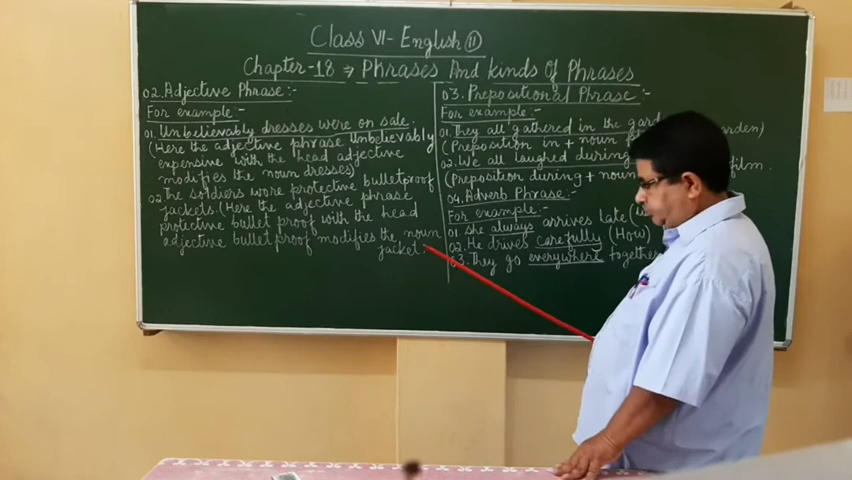 Class VI - English (11)
Chapter-18 ⇒ Phrases And kinds Of Phrases
02. Adjective Phrase:-
For example:-
01. Unbelievably dresses were on sale.
(Here the adjective phrase Unbelievably
expensive with the head adjective
modifies the noun dresses)
02. The soldiers wore protective bulletproof
jackets. (Here the adjective phrase
protective bullet proof with the head
adjective bulletproof modifies the noun
jacket.
03. Prepositional Phrase:-
For example:-
01. They all gathered in the
(Preposition in + noun
02. We all laughed during film.
(Preposition during + noun
04. Adverb Phrase:-
For example:-
01. She always arrives late
02. He drives carefully (How)
03. They go everywhere together